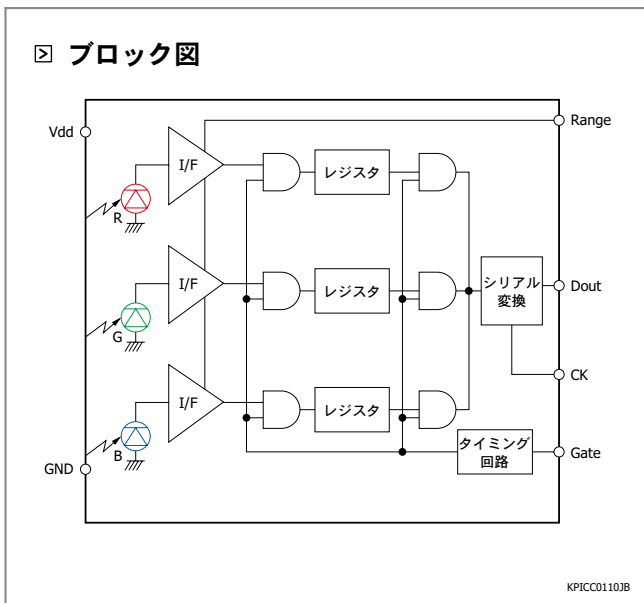 ブロック図
Vdd
Range
I/F
レジスタ
R
I/F
レジスタ
シリアル
変換
Dout
G
CK
I/F
レジスタ
タイミング
回路
Gate
B
GND
KPICC0110JB